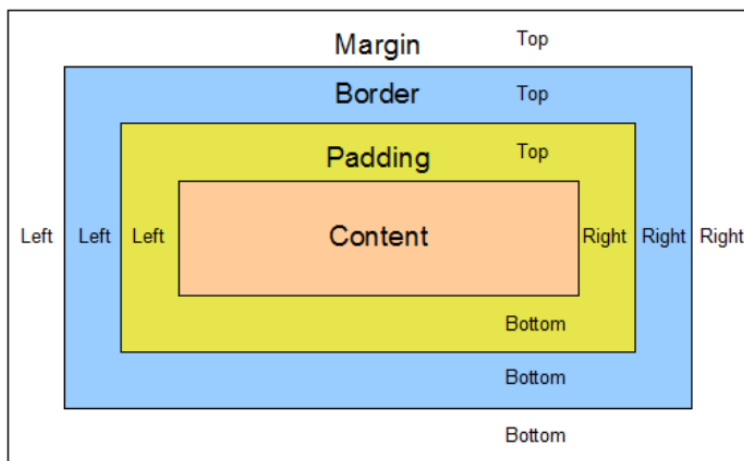 Margin Top
Border Top
Padding Top
Left Left Left Content Right Right Right
Bottom
Bottom
Bottom